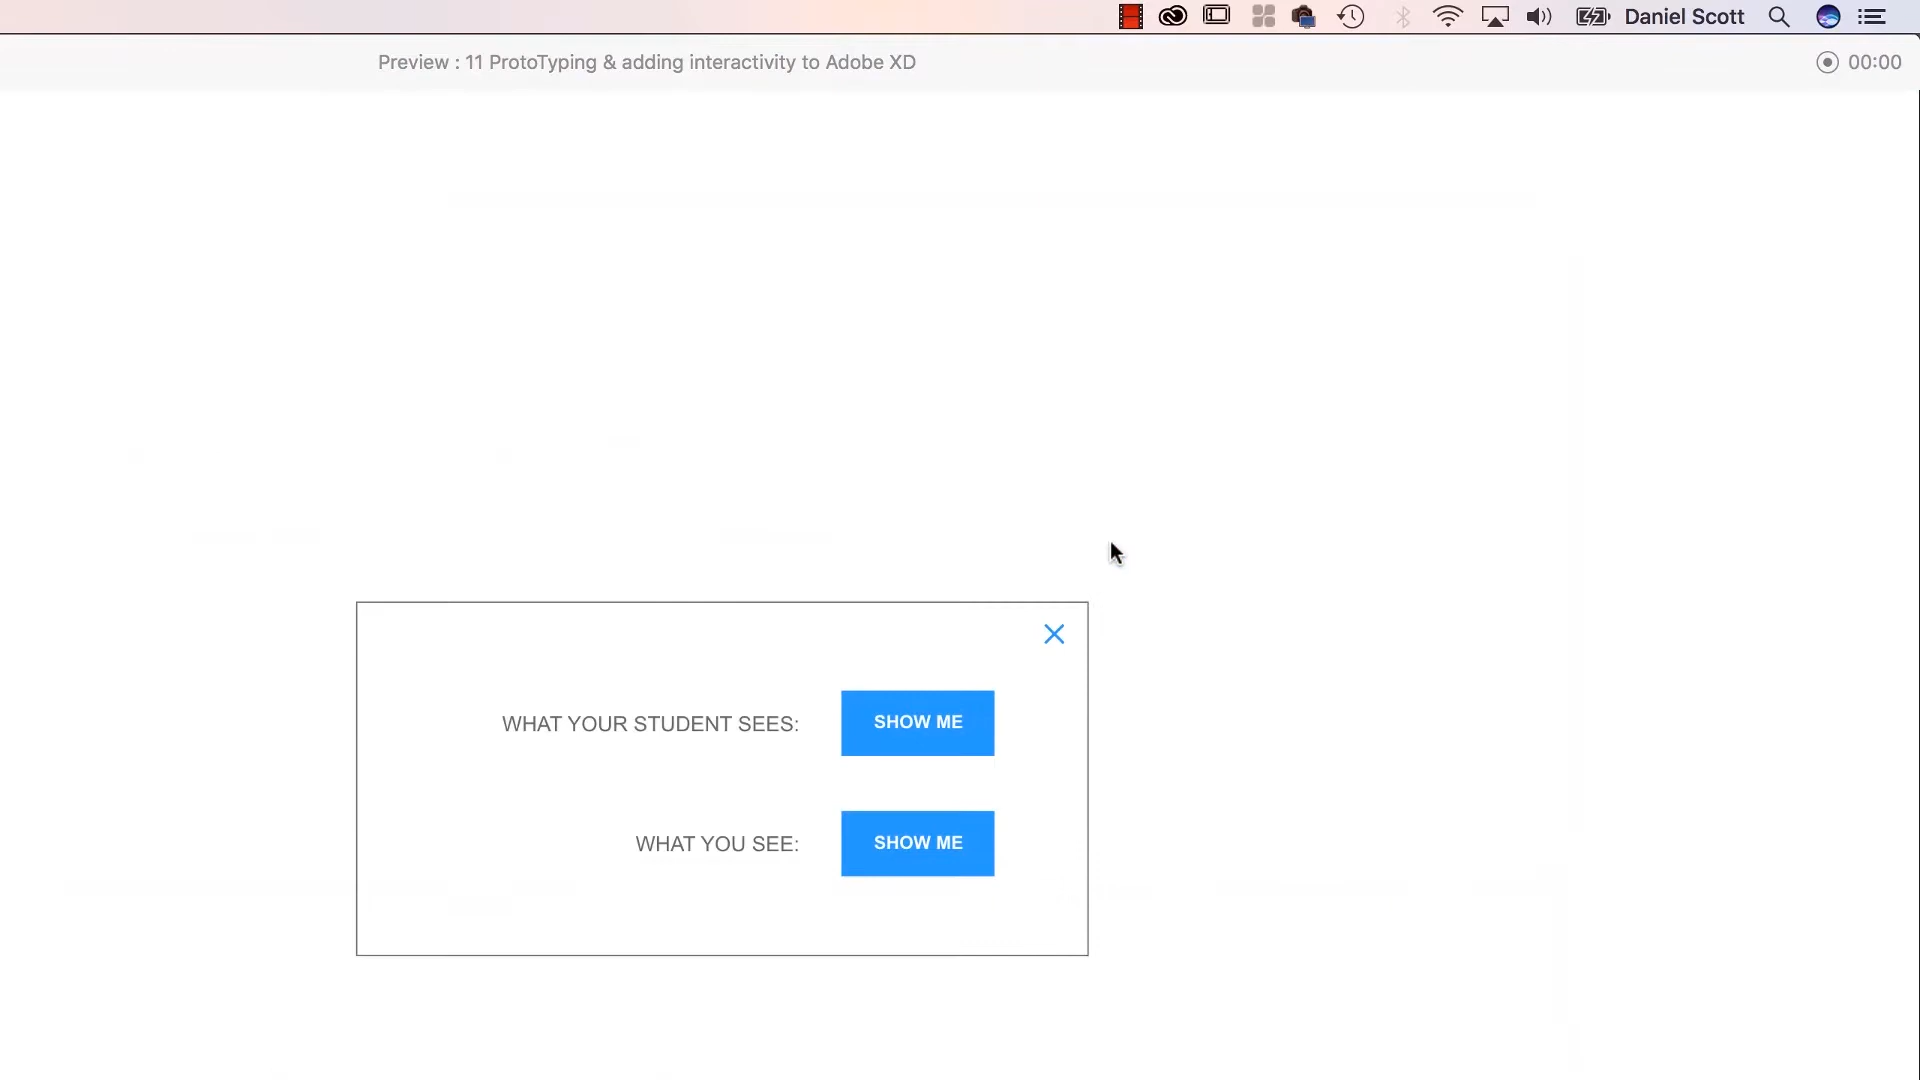 Daniel Scott
Preview : 11 ProtoTyping & adding interactivity to Adobe XD
00:00
WHAT YOUR STUDENT SEES:
SHOW ME
WHAT YOU SEE:
SHOW ME